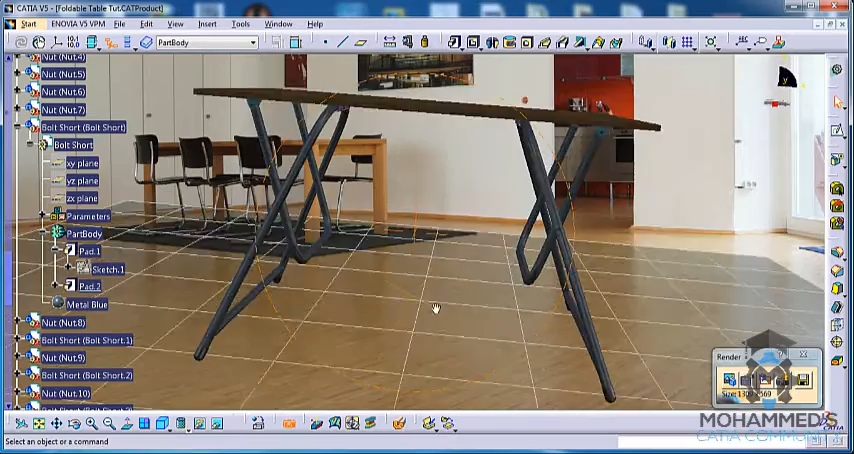 CATIA V5 - [Foldable Table Tut.CATProduct]
Start ENOVIA V5 VPM File Edit View Insert Tools Window Help
PartBody
Nut (Nut.4)
Nut (Nut.5)
Nut (Nut.6)
Nut (Nut.7)
Bolt Short (Bolt Short)
Bolt Short
xy plane
yz plane
zx plane
Parameters
PartBody
Pad.1
Sketch.1
Pad.2
Metal Blue
Nut (Nut.8)
Bolt Short (Bolt Short.1)
Nut (Nut.9)
Bolt Short (Bolt Short.2)
Nut (Nut.10)
Render
MOHAMMED'S
CATIA COMMUNITY
Select an object or a command